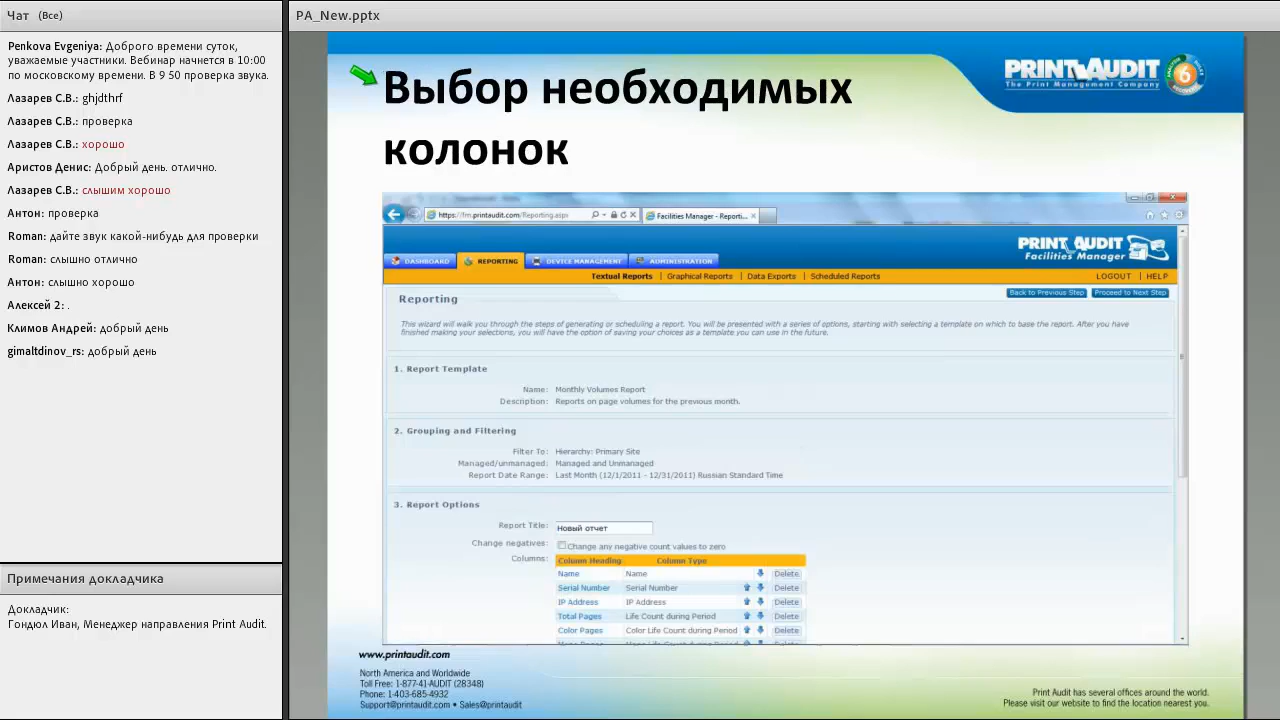 Чат (Все)
Penkova Evgeniya: Доброго времени суток,
уважаемые участники. Вебинар начнется в 10:00
по московскому времени. В 9 50 проверка звука.
Лазарев С.В.: ghjdthrf
Лазарев С.В.: проверка
Лазарев С.В.: хорошо
Аристов Денис: Добрый день. отлично.
Лазарев С.В.: слышим хорошо
Антон: проверка
Roman: дайте звук какой-нибудь для проверки
Roman: слышно отлично
Антон: слышно хорошо
Алексей 2: .
Ким Александрей: добрый день
gimaltdinov_rs: добрый день
Примечания докладчика
Докладчик:
Гогдюл Иван. Менеджер направления Print Audit.
PA_New.pptx
Выбор необходимых
колонок
PRINT AUDIT 6
The Print Management Company
https://fm.printaudit.com/Reporting.aspx
Facilities Manager - Reporti...
PRINT AUDIT
Facilities Manager
DASHBOARD REPORTING DEVICE MANAGEMENT ADMINISTRATION
Textual Reports | Graphical Reports | Data Exports | Scheduled Reports LOGOUT | HELP
Reporting
Back to Previous Step Proceed to Next Step
This wizard will walk you through the steps of generating or scheduling a report. You will be presented with a series of options, starting with selecting a template on which to base the report. After you have
finished making your selections, you will have the option of saving your choices as a template you can use in the future.
1. Report Template
Name: Monthly Volumes Report
Description: Reports on page volumes for the previous month.
2. Grouping and Filtering
Filter To: Hierarchy: Primary Site
Managed/unmanaged: Managed and Unmanaged
Report Date Range: Last Month (12/1/2011 - 12/31/2011) Russian Standard Time
3. Report Options
Report Title: Новый отчет
Change negatives: Change any negative count values to zero
Columns: Column Heading Column Type
Name Name Delete
Serial Number Serial Number Delete
IP Address IP Address Delete
Total Pages Life Count during Period Delete
Color Pages Color Life Count during Period Delete
www.printaudit.com
North America and Worldwide
Toll Free: 1-877-41-AUDIT (28348)
Phone: 1-403-685-4932
Support@printaudit.com • Sales@printaudit
Print Audit has several offices around the world.
Please visit our website to find the location nearest you.